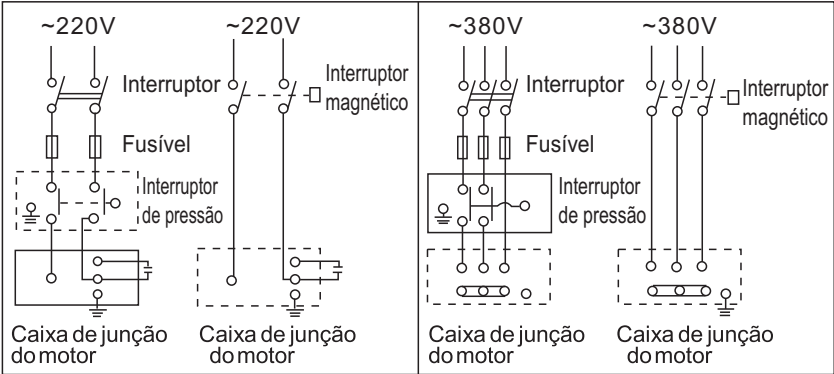 ~220V
~220V
Interruptor
Interruptor
magnético
Fusível
Interruptor
de pressão
Caixa de junção
do motor
Caixa de junção
do motor
~380V
~380V
Interruptor
Interruptor
magnético
Fusível
Interruptor
de pressão
Caixa de junção
do motor
Caixa de junção
do motor